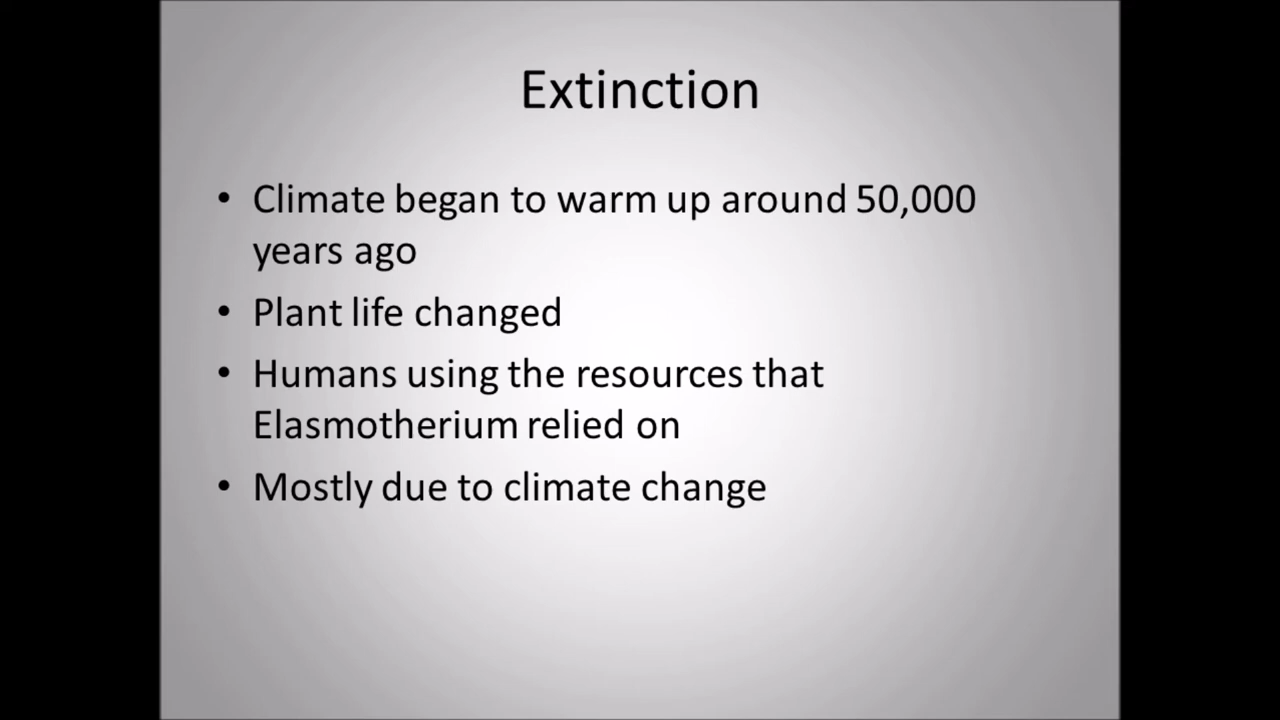 Extinction
• Climate began to warm up around 50,000
years ago
• Plant life changed
• Humans using the resources that
Elasmotherium relied on
• Mostly due to climate change